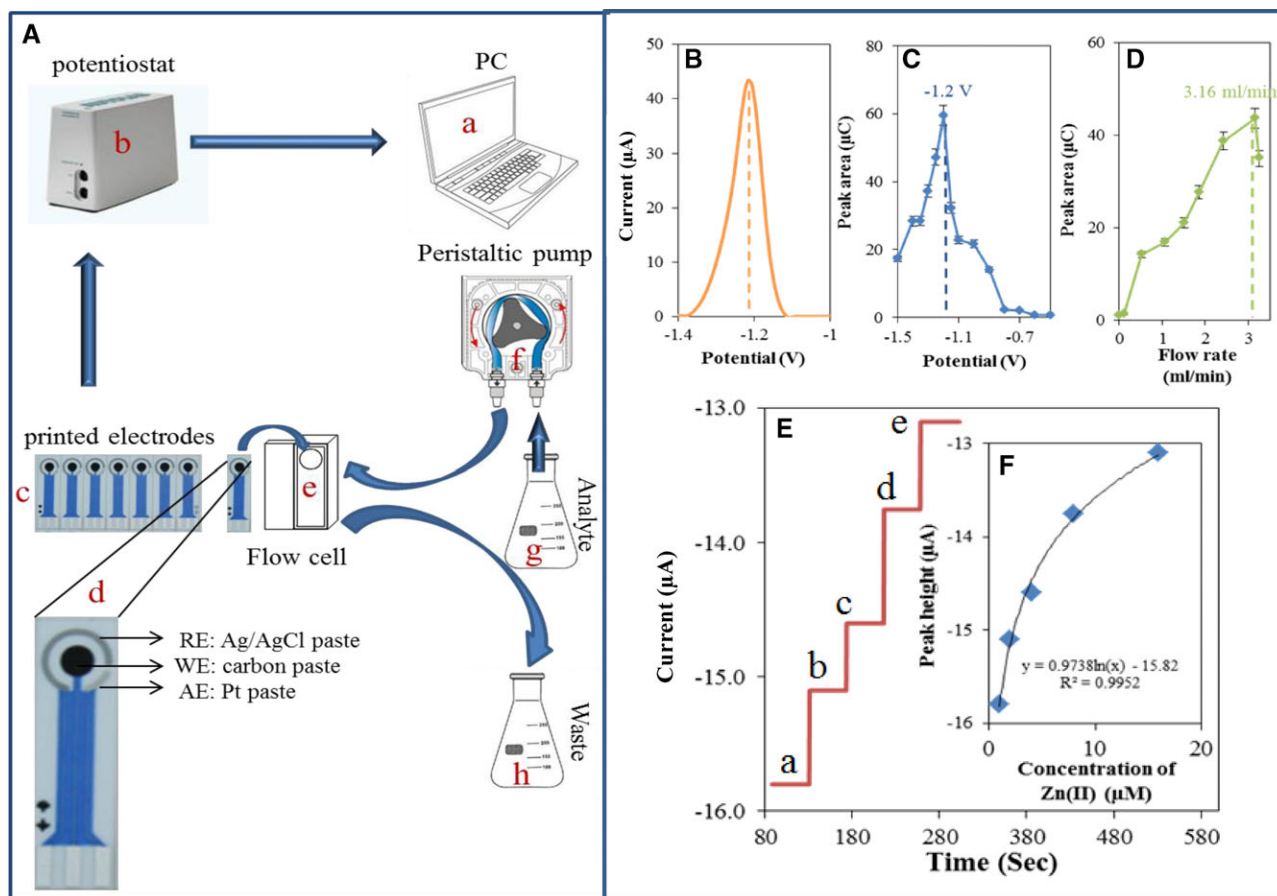 A
potentiostat
b
PC
a
Peristaltic pump
f
printed electrodes
c
e
Flow cell
Analyte
g
d
RE: Ag/AgCl paste
WE: carbon paste
AE: Pt paste
Waste
h
B
Current (µA)
50
40
30
20
10
0
-1.4
-1.2
-1
Potential (V)
C
-1.2 V
Peak area (µC)
80
60
40
20
0
-1.5
-1.1
-0.7
Potential (V)
D
3.16 ml/min
Peak area (µC)
60
40
20
0
0
1
2
3
Flow rate
(ml/min)
E
Current (µA)
-13.0
-14.0
-15.0
-16.0
a
b
c
d
e
80
180
280
380
480
580
Time (Sec)
F
Peak height (µA)
-13
-14
-15
-16
y = 0.9738ln(x) - 15.82
R² = 0.9952
0
10
20
Concentration of
Zn(II) (µM)